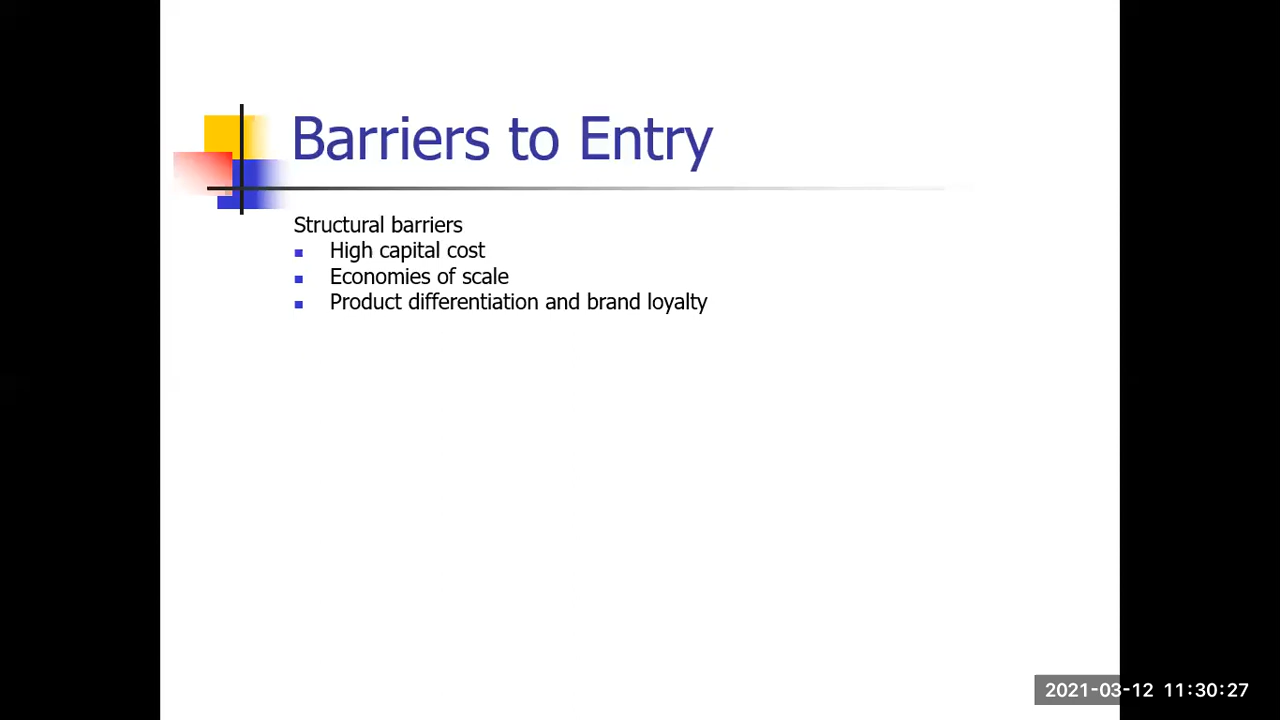 Barriers to Entry
Structural barriers
High capital cost
Economies of scale
Product differentiation and brand loyalty
2021-03-12 11:30:27